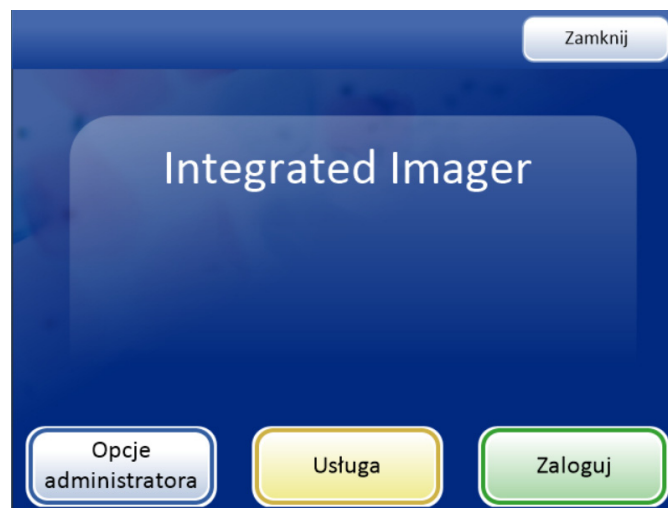 Zamknij
Integrated Imager
Opcje
administratora
Usługa
Zaloguj